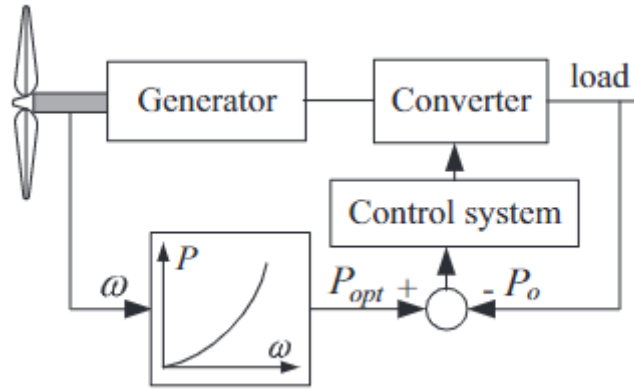 load
Generator
Converter
Control system
P
ω
ω
P_opt + - P_o